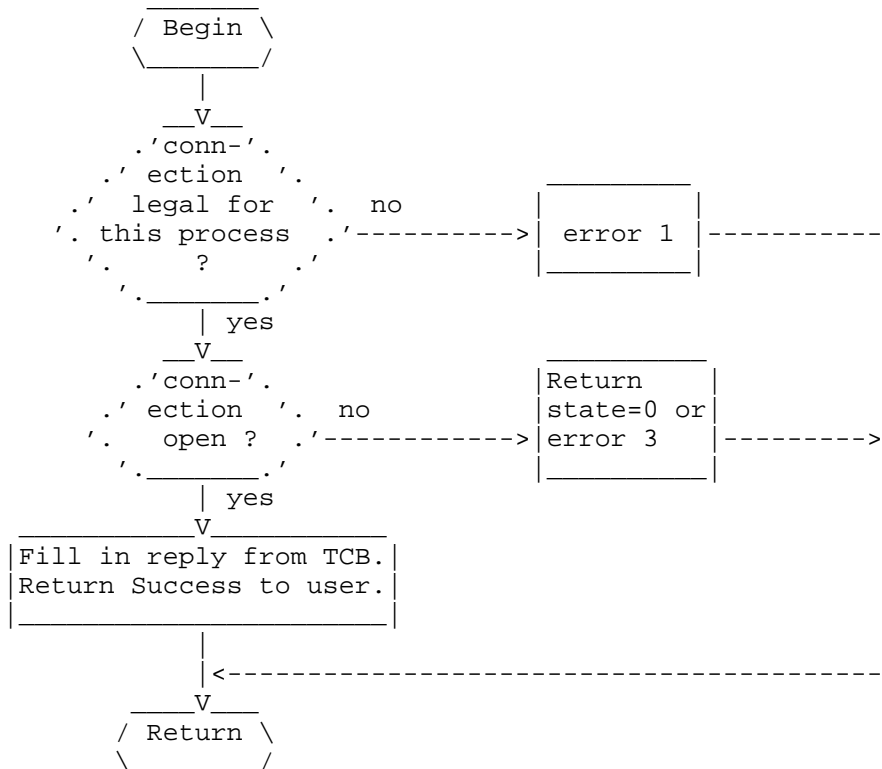 Begin
conn-
ection
legal for
this process
?
no
error 1
yes
conn-
ection
open ?
no
Return
state=0 or
error 3
yes
Fill in reply from TCB.
Return Success to user.
Return